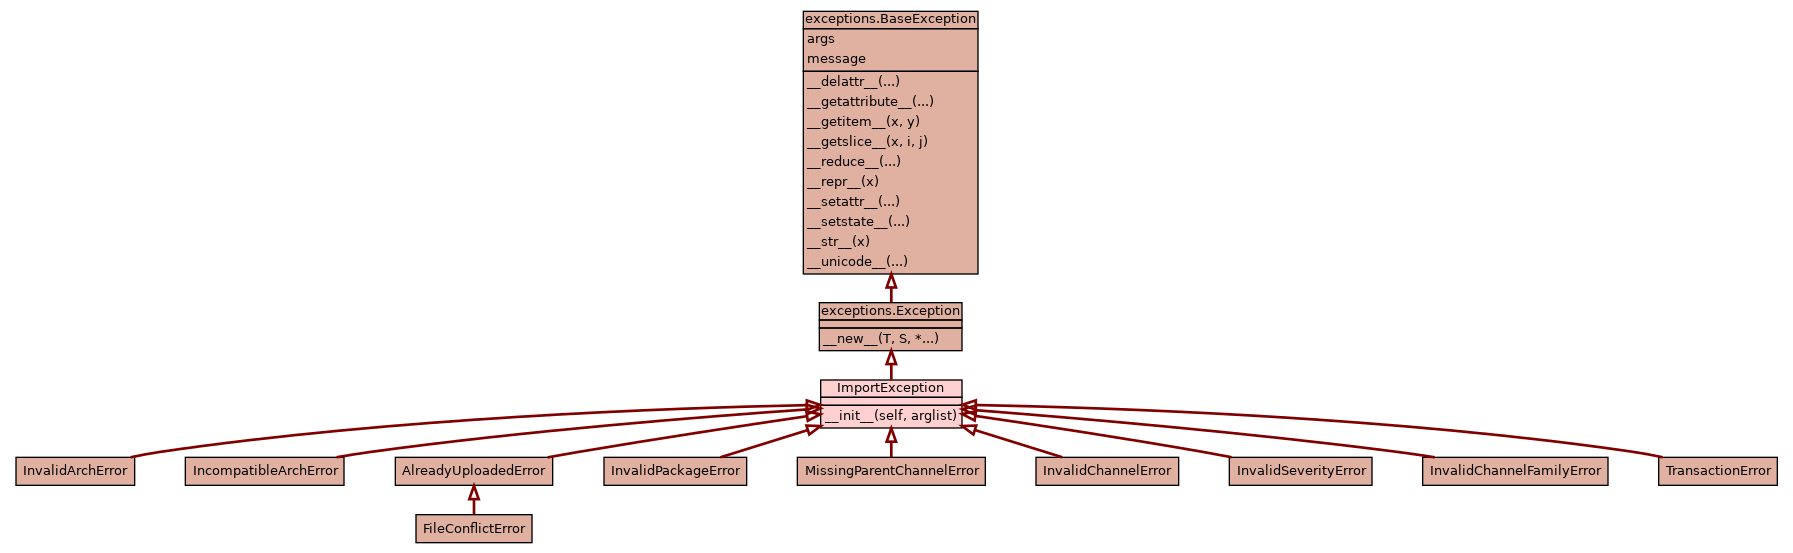 exceptions.BaseException
args
message
__delattr__(...)
__getattribute__(...)
__getitem__(x, y)
__getslice__(x, i, j)
__reduce__(...)
__repr__(x)
__setattr__(...)
__setstate__(...)
__str__(x)
__unicode__(...)
exceptions.Exception
__new__(T, S, *...)
ImportException
__init__(self, arglist)
InvalidArchError
IncompatibleArchError
AlreadyUploadedError
InvalidPackageError
MissingParentChannelError
InvalidChannelError
InvalidSeverityError
InvalidChannelFamilyError
TransactionError
FileConflictError